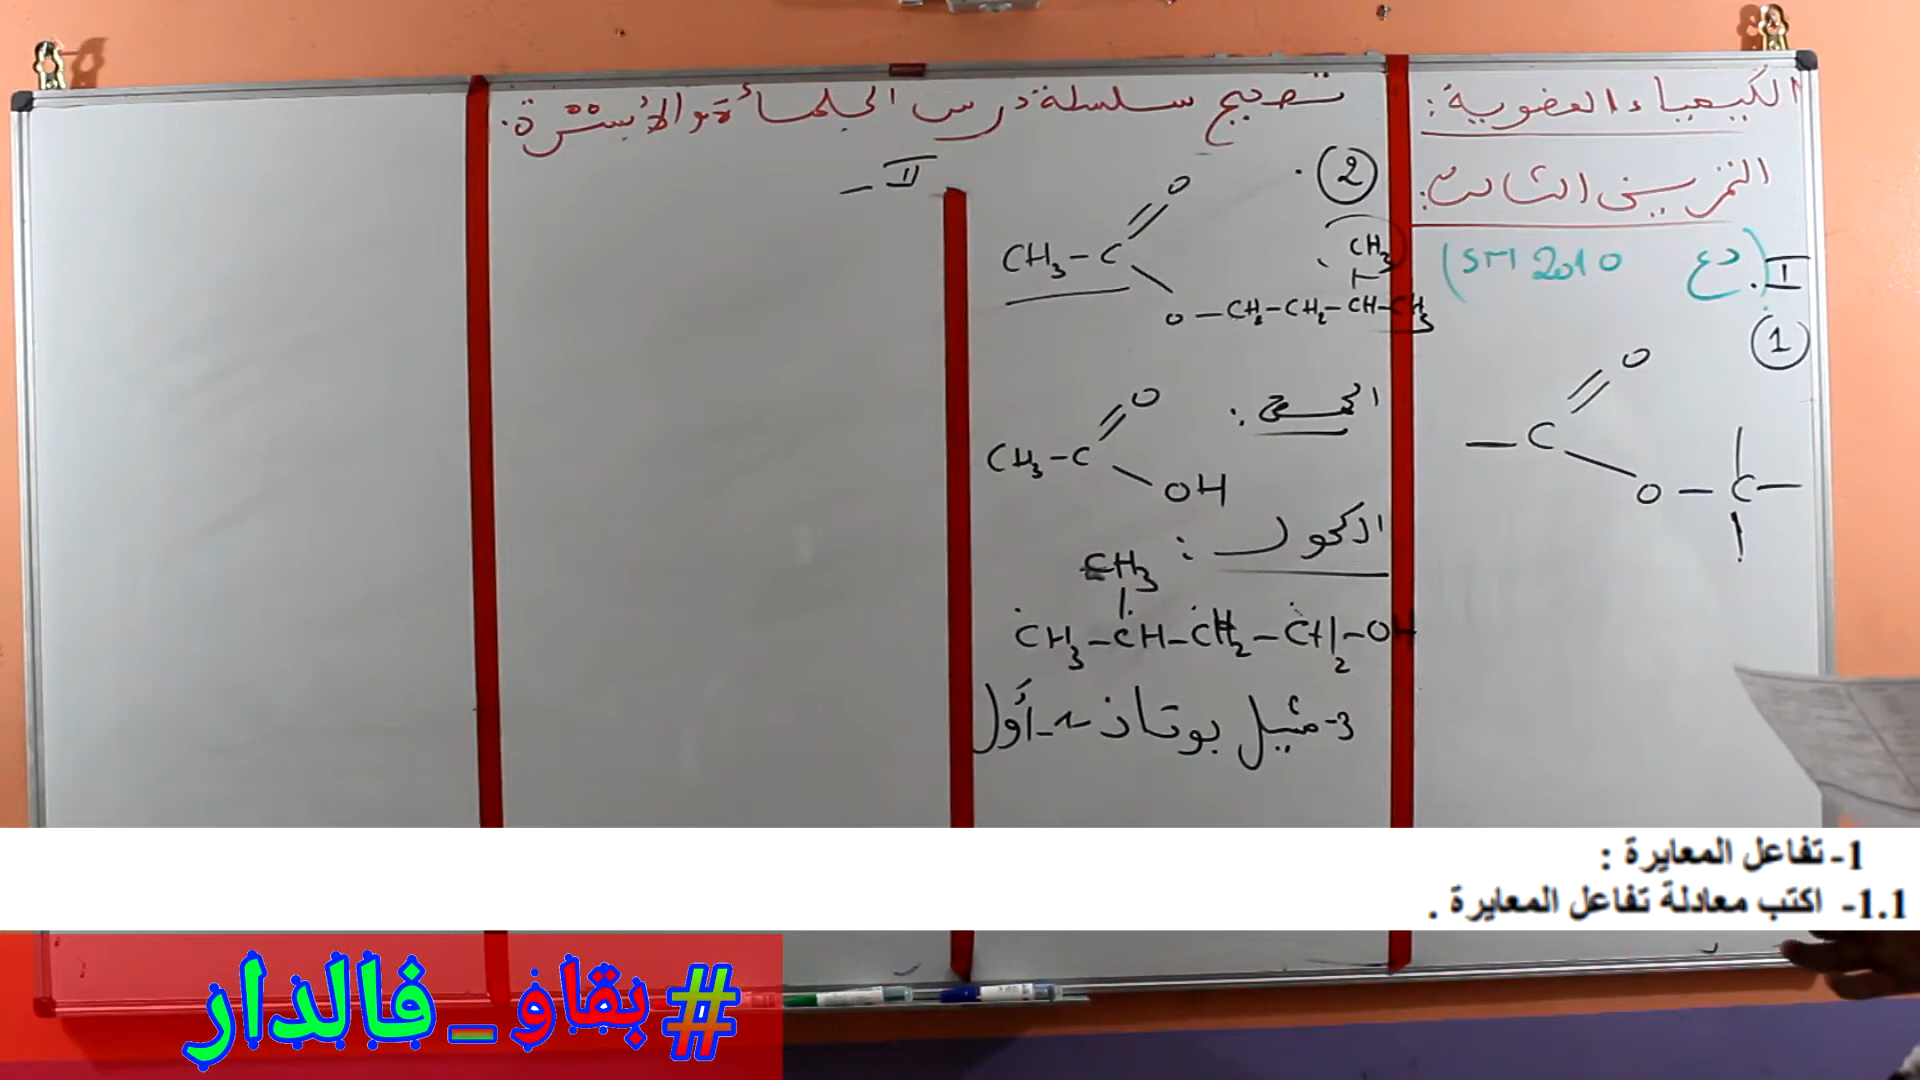 الكيمياء العضوية:
تصحيح سلسلة درس الحلمأة والأسترة.
التمرين الثالث:
I. (دع SM 2010)
①
O
— C
O — C —
②.
O
CH₃ – C
CH₃
O – CH₂ – CH₂ – CH – CH₃
الحمض:
O
CH₃ – C
OH
الكحول:
CH₃
CH₃ – CH – CH₂ – CH₂ – OH
3- مثيل بوتان-1-أول
II –
1- تفاعل المعايرة :
1.1- اكتب معادلة تفاعل المعايرة .
#بقاو_فالدار